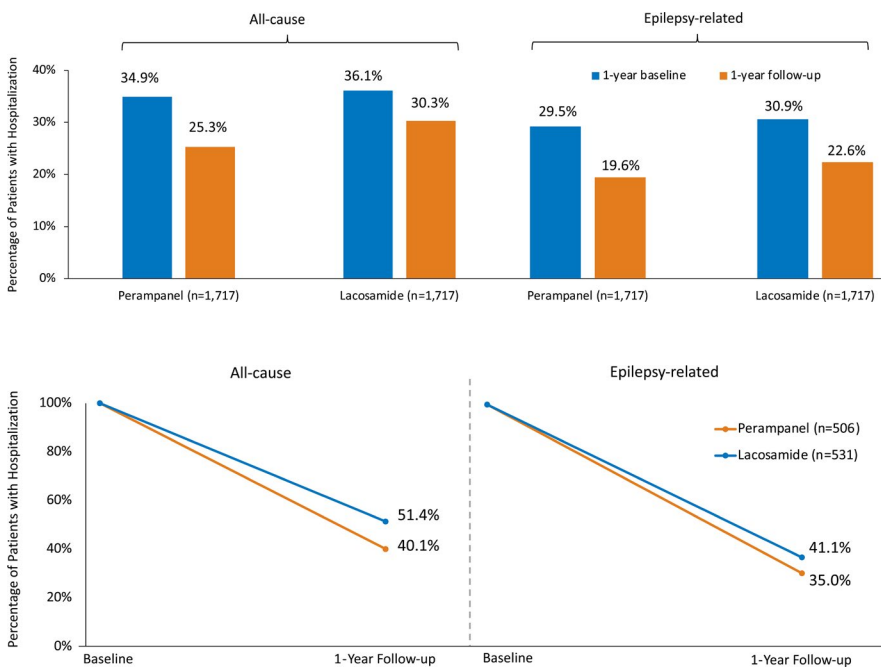 All-cause
Epilepsy-related
Percentage of Patients with Hospitalization
40%
30%
20%
10%
0%
1-year baseline
1-year follow-up
34.9%
25.3%
36.1%
30.3%
29.5%
19.6%
30.9%
22.6%
Perampanel (n=1,717)
Lacosamide (n=1,717)
Perampanel (n=1,717)
Lacosamide (n=1,717)
All-cause
Epilepsy-related
Percentage of Patients with Hospitalization
100%
80%
60%
40%
20%
0%
Perampanel (n=506)
Lacosamide (n=531)
51.4%
40.1%
41.1%
35.0%
Baseline
1-Year Follow-up
Baseline
1-Year Follow-up